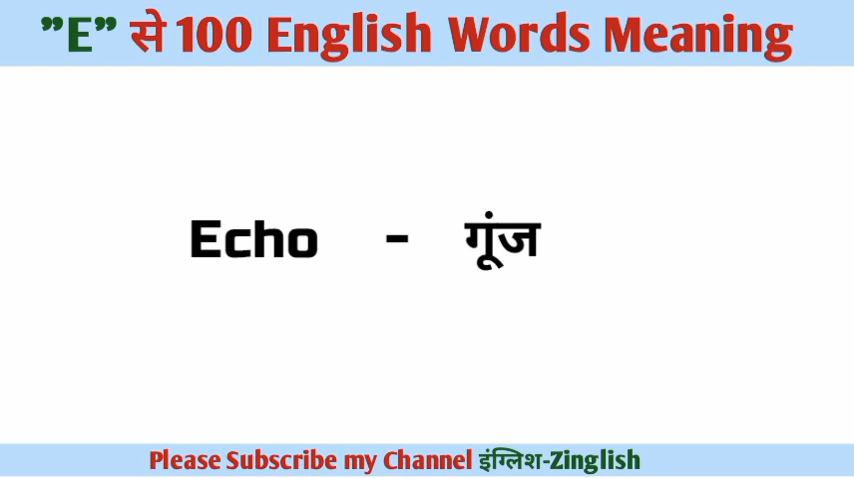 ”E” से 100 English Words Meaning
Echo - गूंज
Please Subscribe my Channel इंग्लिश-Zinglish